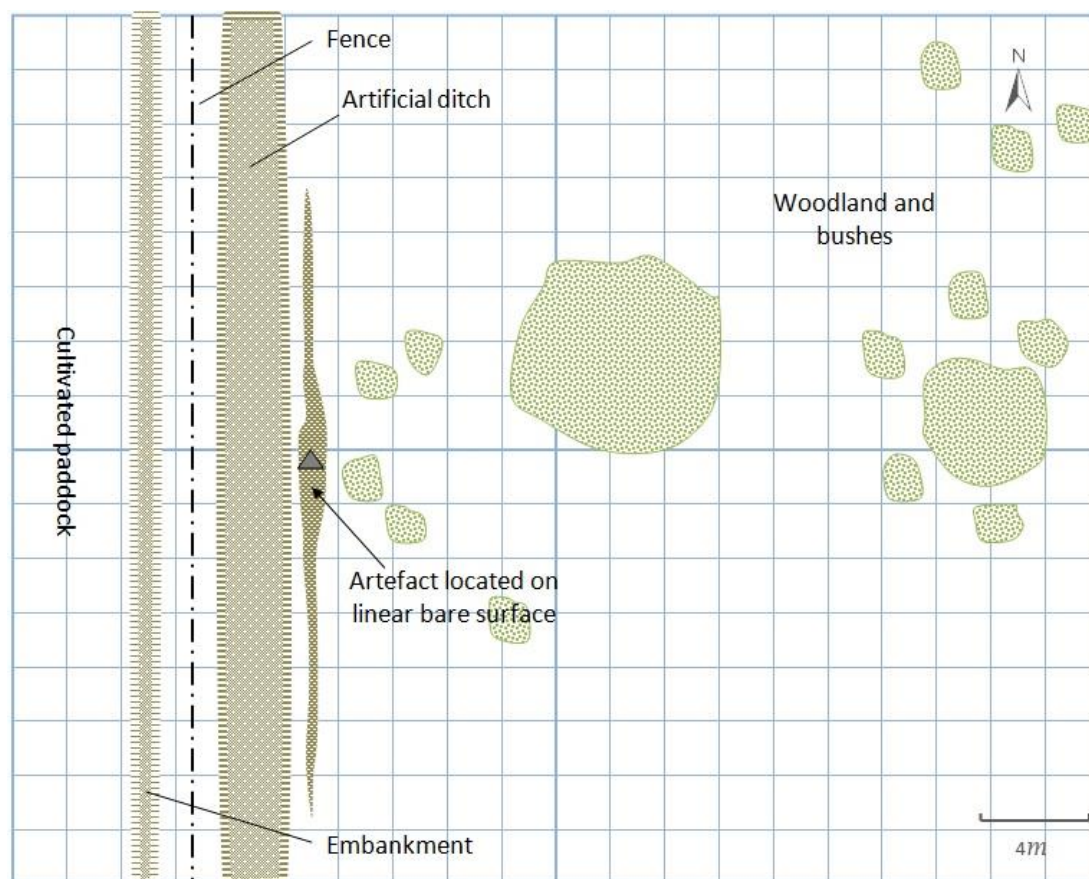 Fence
N
Artificial ditch
Woodland and
bushes
Cultivated paddock
Artefact located on
linear bare surface
Embankment
4m